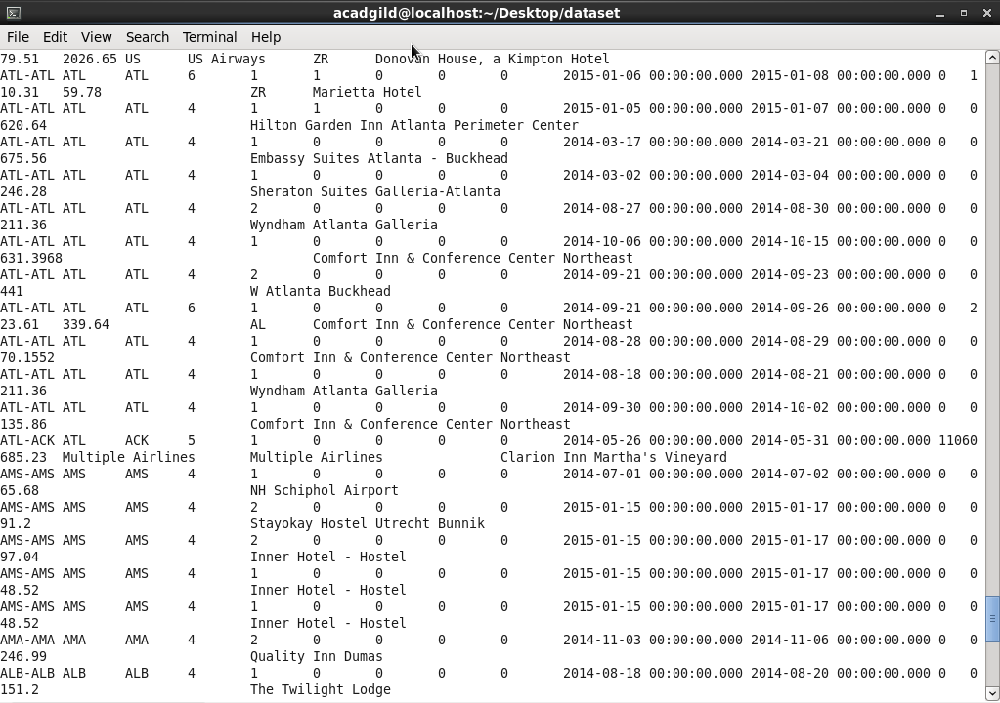 acadgild@localhost:~/Desktop/dataset
File Edit View Search Terminal Help
79.51 2026.65 US US Airways ZR Donovan House, a Kimpton Hotel
ATL-ATL ATL ATL 6 1 1 0 0 0 2015-01-06 00:00:00.000 2015-01-08 00:00:00.000 0 1
10.31 59.78 ZR Marietta Hotel
ATL-ATL ATL ATL 4 1 1 0 0 0 2015-01-05 00:00:00.000 2015-01-07 00:00:00.000 0 0
620.64 Hilton Garden Inn Atlanta Perimeter Center
ATL-ATL ATL ATL 4 1 0 0 0 0 2014-03-17 00:00:00.000 2014-03-21 00:00:00.000 0 0
675.56 Embassy Suites Atlanta - Buckhead
ATL-ATL ATL ATL 4 1 0 0 0 0 2014-03-02 00:00:00.000 2014-03-04 00:00:00.000 0 0
246.28 Sheraton Suites Galleria-Atlanta
ATL-ATL ATL ATL 4 2 0 0 0 0 2014-08-27 00:00:00.000 2014-08-30 00:00:00.000 0 0
211.36 Wyndham Atlanta Galleria
ATL-ATL ATL ATL 4 1 0 0 0 0 2014-10-06 00:00:00.000 2014-10-15 00:00:00.000 0 0
631.3968 Comfort Inn & Conference Center Northeast
ATL-ATL ATL ATL 4 2 0 0 0 0 2014-09-21 00:00:00.000 2014-09-23 00:00:00.000 0 0
441 W Atlanta Buckhead
ATL-ATL ATL ATL 6 1 0 0 0 0 2014-09-21 00:00:00.000 2014-09-26 00:00:00.000 0 2
23.61 339.64 AL Comfort Inn & Conference Center Northeast
ATL-ATL ATL ATL 4 1 0 0 0 0 2014-08-28 00:00:00.000 2014-08-29 00:00:00.000 0 0
70.1552 Comfort Inn & Conference Center Northeast
ATL-ATL ATL ATL 4 1 0 0 0 0 2014-08-18 00:00:00.000 2014-08-21 00:00:00.000 0 0
211.36 Wyndham Atlanta Galleria
ATL-ATL ATL ATL 4 1 0 0 0 0 2014-09-30 00:00:00.000 2014-10-02 00:00:00.000 0 0
135.86 Comfort Inn & Conference Center Northeast
ATL-ACK ATL ACK 5 1 0 0 0 0 2014-05-26 00:00:00.000 2014-05-31 00:00:00.000 11060
685.23 Multiple Airlines Multiple Airlines Clarion Inn Martha's Vineyard
AMS-AMS AMS AMS 4 1 0 0 0 0 2014-07-01 00:00:00.000 2014-07-02 00:00:00.000 0 0
65.68 NH Schiphol Airport
AMS-AMS AMS AMS 4 2 0 0 0 0 2015-01-15 00:00:00.000 2015-01-17 00:00:00.000 0 0
91.2 Stayokay Hostel Utrecht Bunnik
AMS-AMS AMS AMS 4 2 0 0 0 0 2015-01-15 00:00:00.000 2015-01-17 00:00:00.000 0 0
97.04 Inner Hotel - Hostel
AMS-AMS AMS AMS 4 1 0 0 0 0 2015-01-15 00:00:00.000 2015-01-17 00:00:00.000 0 0
48.52 Inner Hotel - Hostel
AMS-AMS AMS AMS 4 1 0 0 0 0 2015-01-15 00:00:00.000 2015-01-17 00:00:00.000 0 0
48.52 Inner Hotel - Hostel
AMA-AMA AMA AMA 4 2 0 0 0 0 2014-11-03 00:00:00.000 2014-11-06 00:00:00.000 0 0
246.99 Quality Inn Dumas
ALB-ALB ALB ALB 4 1 0 0 0 0 2014-08-18 00:00:00.000 2014-08-20 00:00:00.000 0 0
151.2 The Twilight Lodge